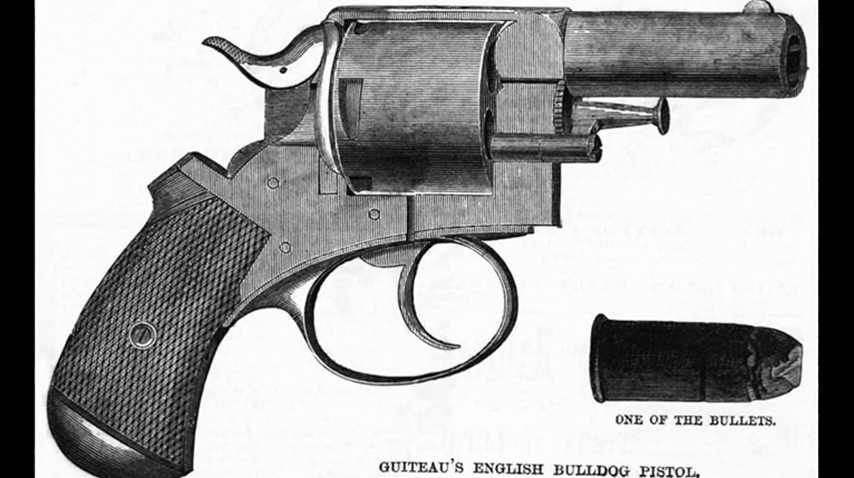 ONE OF THE BULLETS.
GUITEAU'S ENGLISH BULLDOG PISTOL.